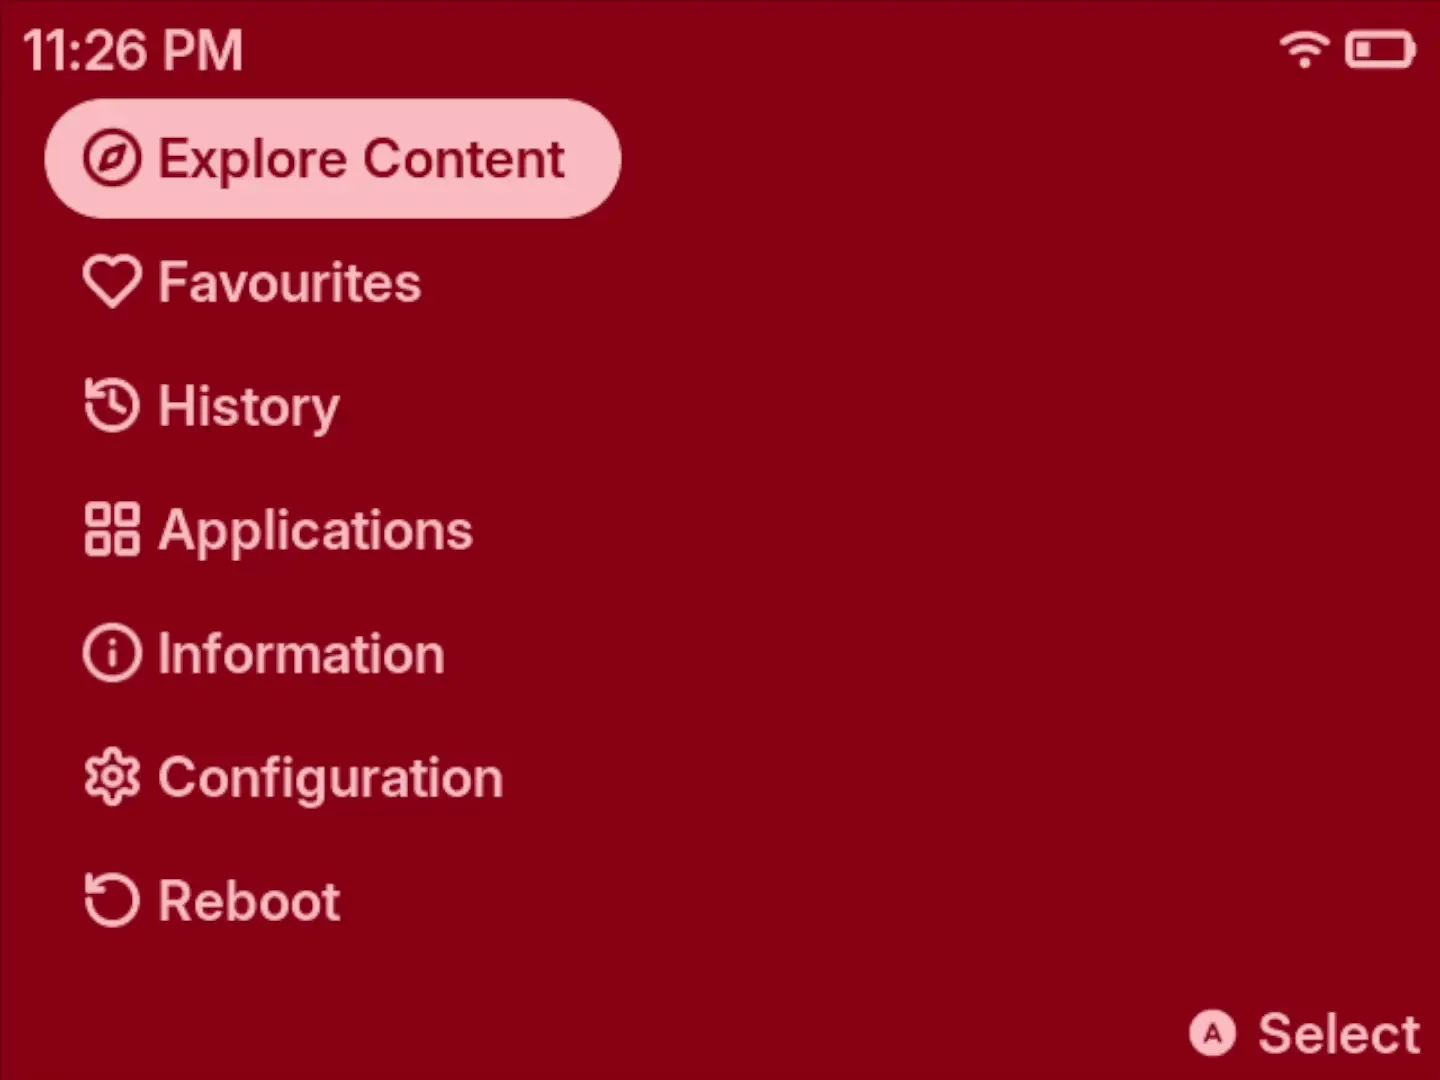 11:26 PM
Explore Content
Favourites
History
Applications
Information
Configuration
Reboot
A Select